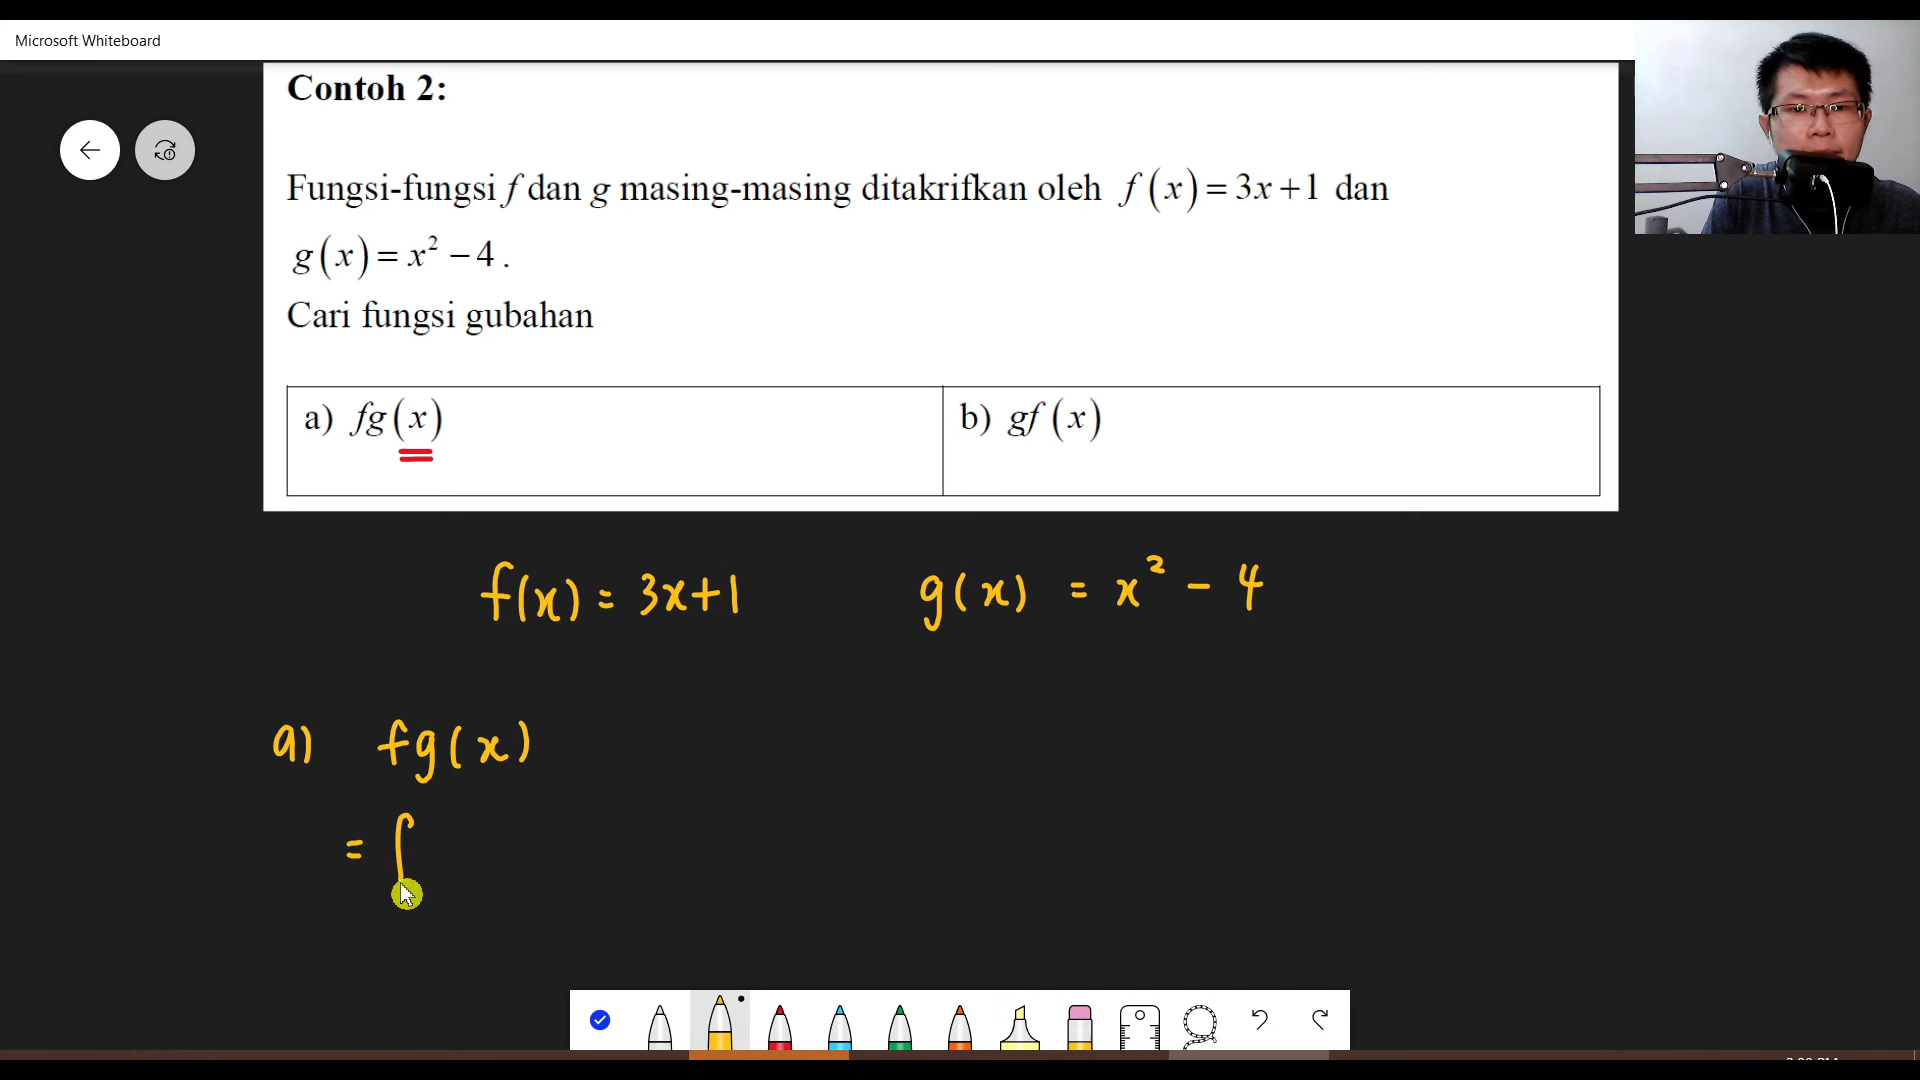 Microsoft Whiteboard
Contoh 2:
Fungsi-fungsi f dan g masing-masing ditakrifkan oleh f(x) = 3x + 1 dan
g(x) = x² − 4 .
Cari fungsi gubahan
a) fg(x)
b) gf(x)
f(x) = 3x+1
g(x) = x² - 4
a) fg(x)
=